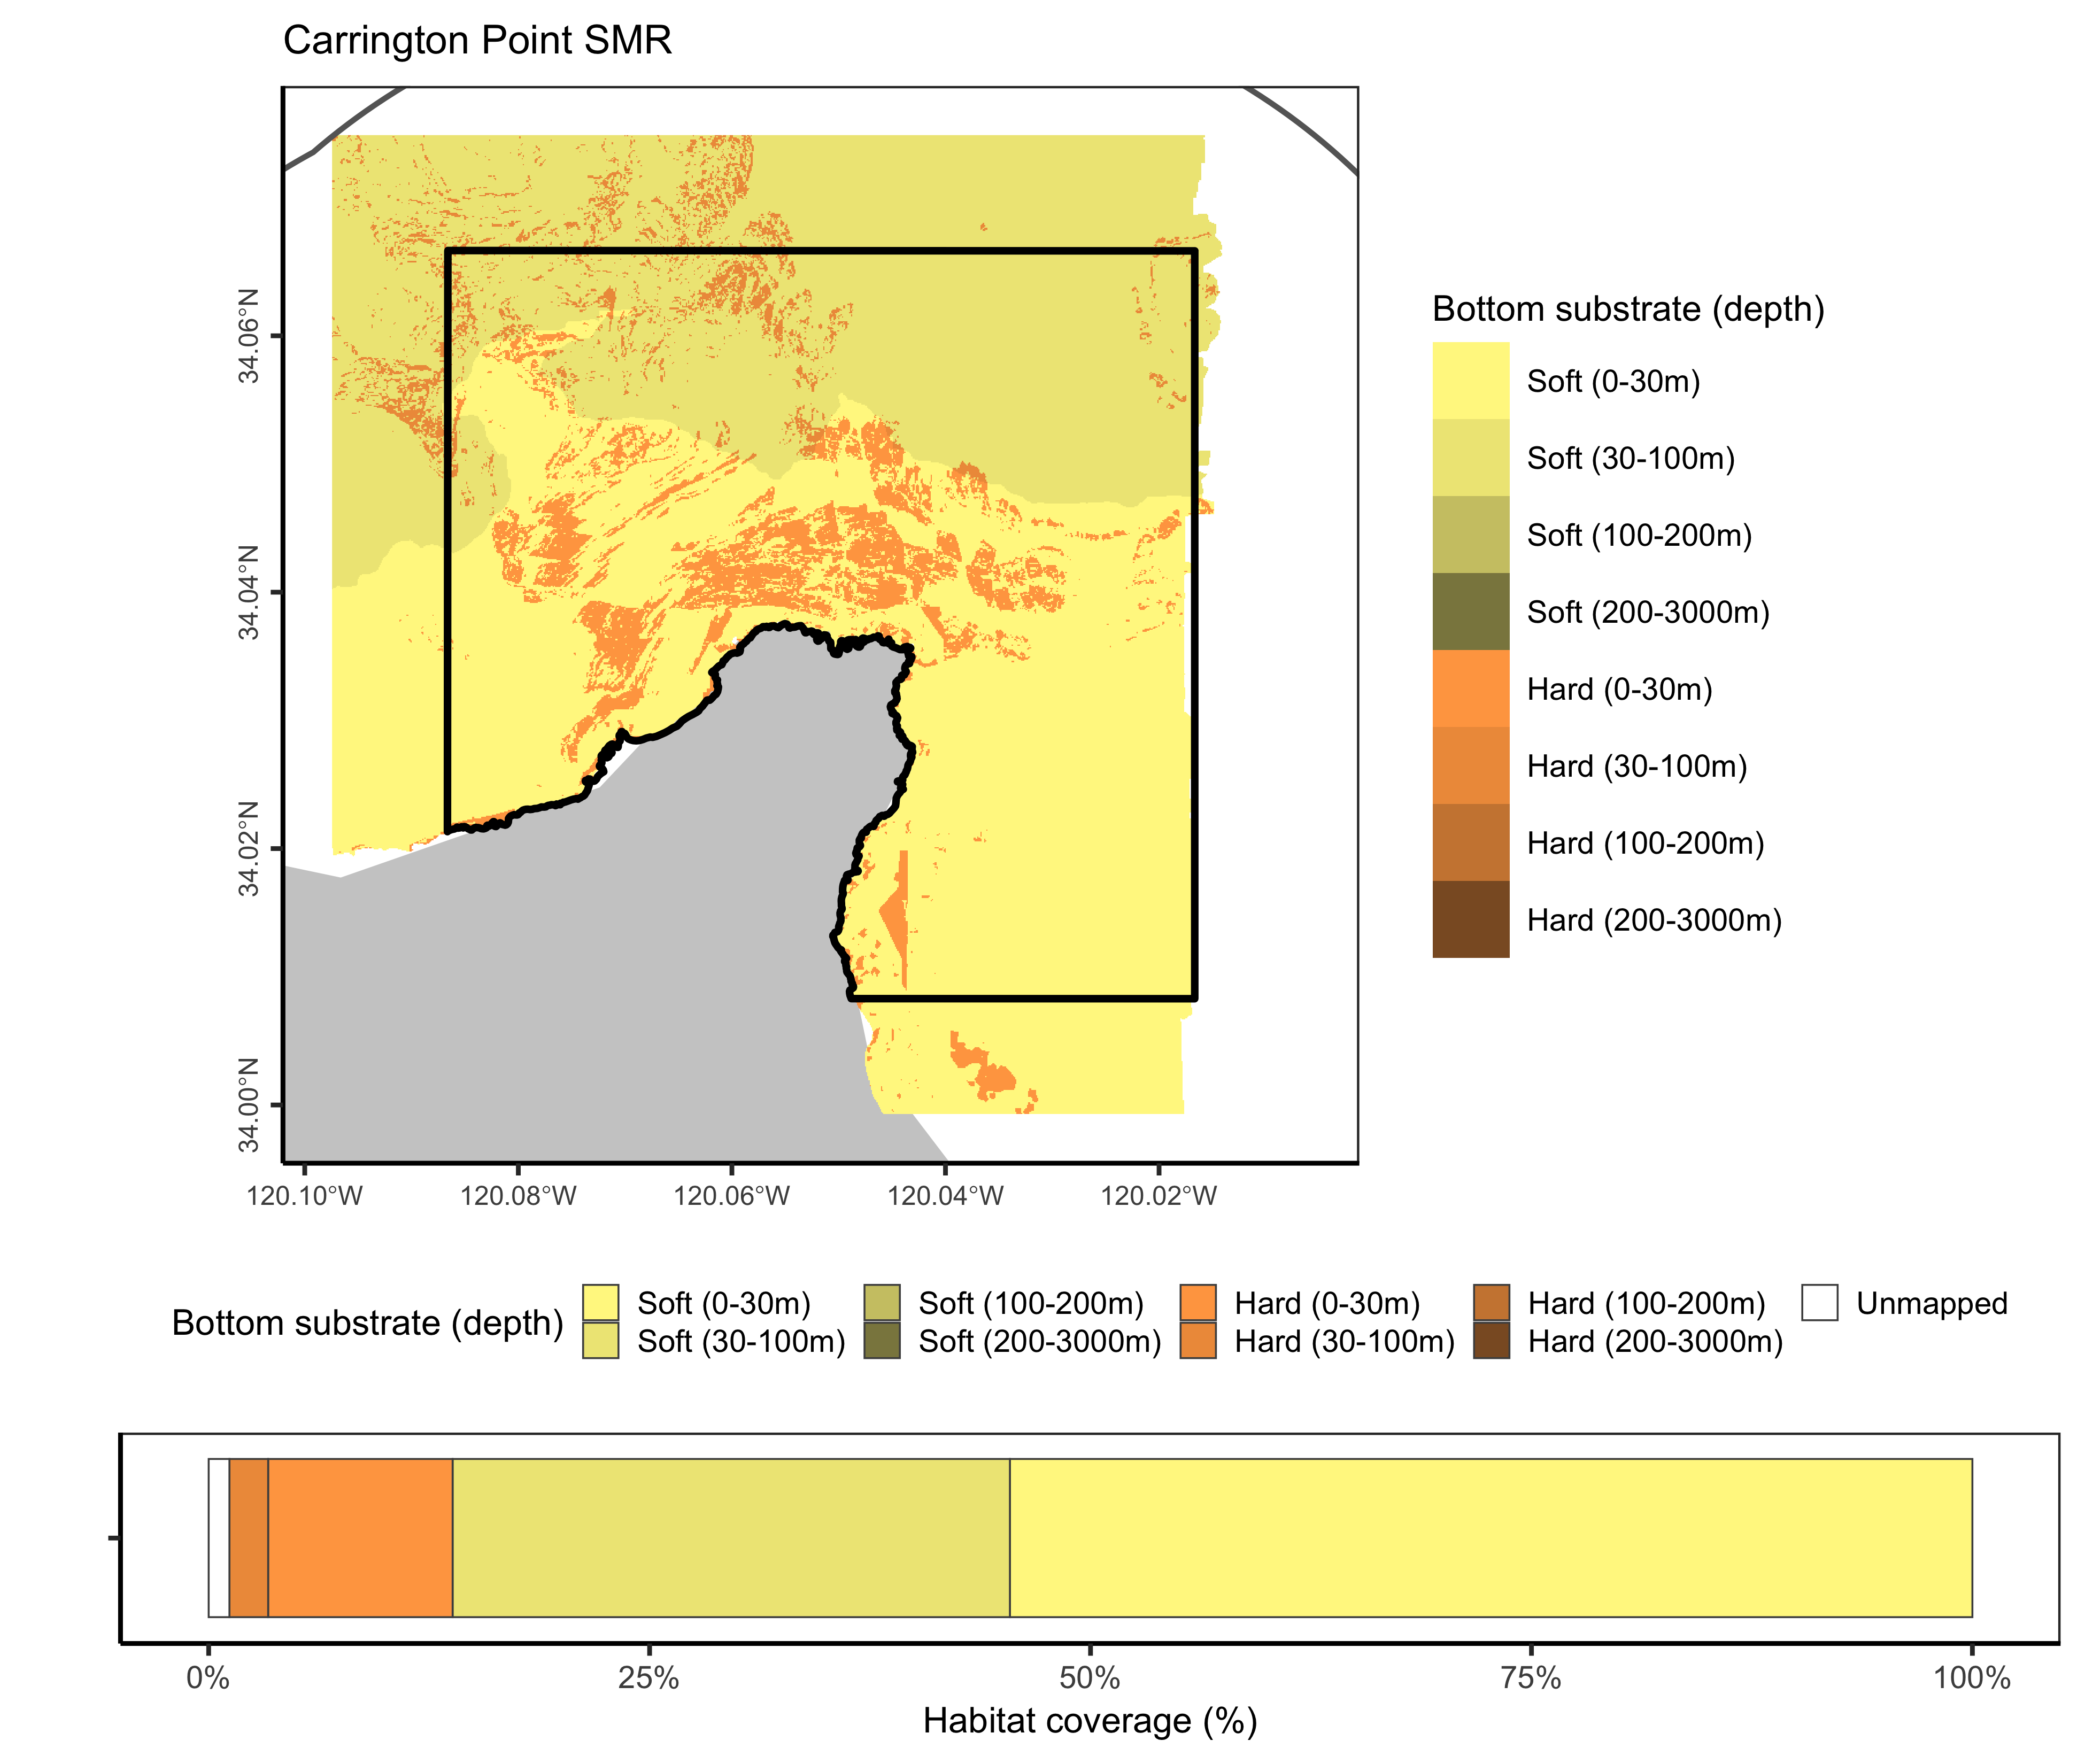 Carrington Point SMR
34.06°N
34.04°N
34.02°N
34.00°N
120.10°W 120.08°W 120.06°W 120.04°W 120.02°W
Bottom substrate (depth)
Soft (0-30m)
Soft (30-100m)
Soft (100-200m)
Soft (200-3000m)
Hard (0-30m)
Hard (30-100m)
Hard (100-200m)
Hard (200-3000m)
Bottom substrate (depth)
Soft (0-30m) Soft (100-200m) Hard (0-30m) Hard (100-200m) Unmapped
Soft (30-100m) Soft (200-3000m) Hard (30-100m) Hard (200-3000m)
0% 25% 50% 75% 100%
Habitat coverage (%)